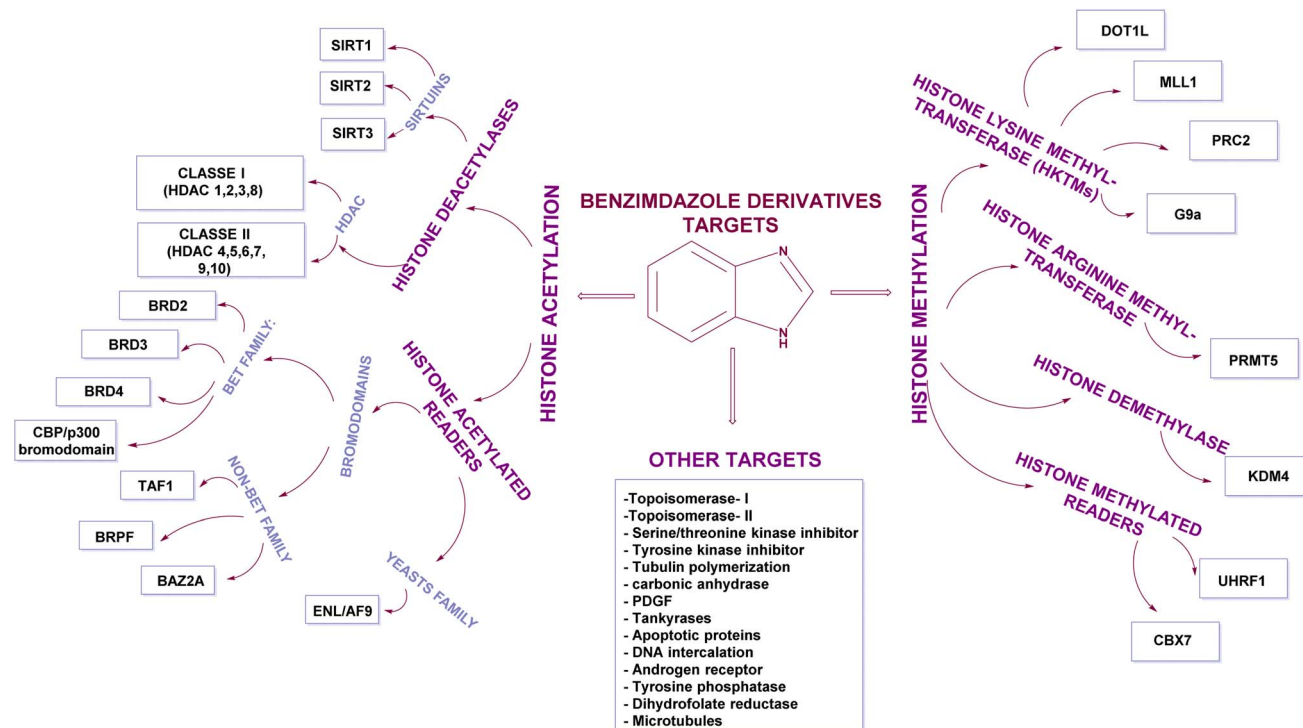 BENZIMDAZOLE DERIVATIVES
TARGETS
N
N
H
HISTONE ACETYLATION
HISTONE DEACETYLASES
SIRTUINS
SIRT1
SIRT2
SIRT3
HDAC
CLASSE I
(HDAC 1,2,3,8)
CLASSE II
(HDAC 4,5,6,7,
9,10)
HISTONE ACETYLATED
READERS
BROMODOMAINS
BET FAMILY:
BRD2
BRD3
BRD4
CBP/p300
bromodomain
NON-BET FAMILY
TAF1
BRPF
BAZ2A
YEASTS FAMILY
ENL/AF9
OTHER TARGETS
-Topoisomerase- I
-Topoisomerase- II
- Serine/threonine kinase inhibitor
- Tyrosine kinase inhibitor
- Tubulin polymerization
- carbonic anhydrase
- PDGF
- Tankyrases
- Apoptotic proteins
- DNA intercalation
- Androgen receptor
- Tyrosine phosphatase
- Dihydrofolate reductase
- Microtubules
HISTONE METHYLATION
HISTONE LYSINE METHYL-
TRANSFERASE (HKTMs)
DOT1L
MLL1
PRC2
G9a
HISTONE ARGININE METHYL-
TRANSFERASE
PRMT5
HISTONE DEMETHYLASE
KDM4
HISTONE METHYLATED
READERS
UHRF1
CBX7